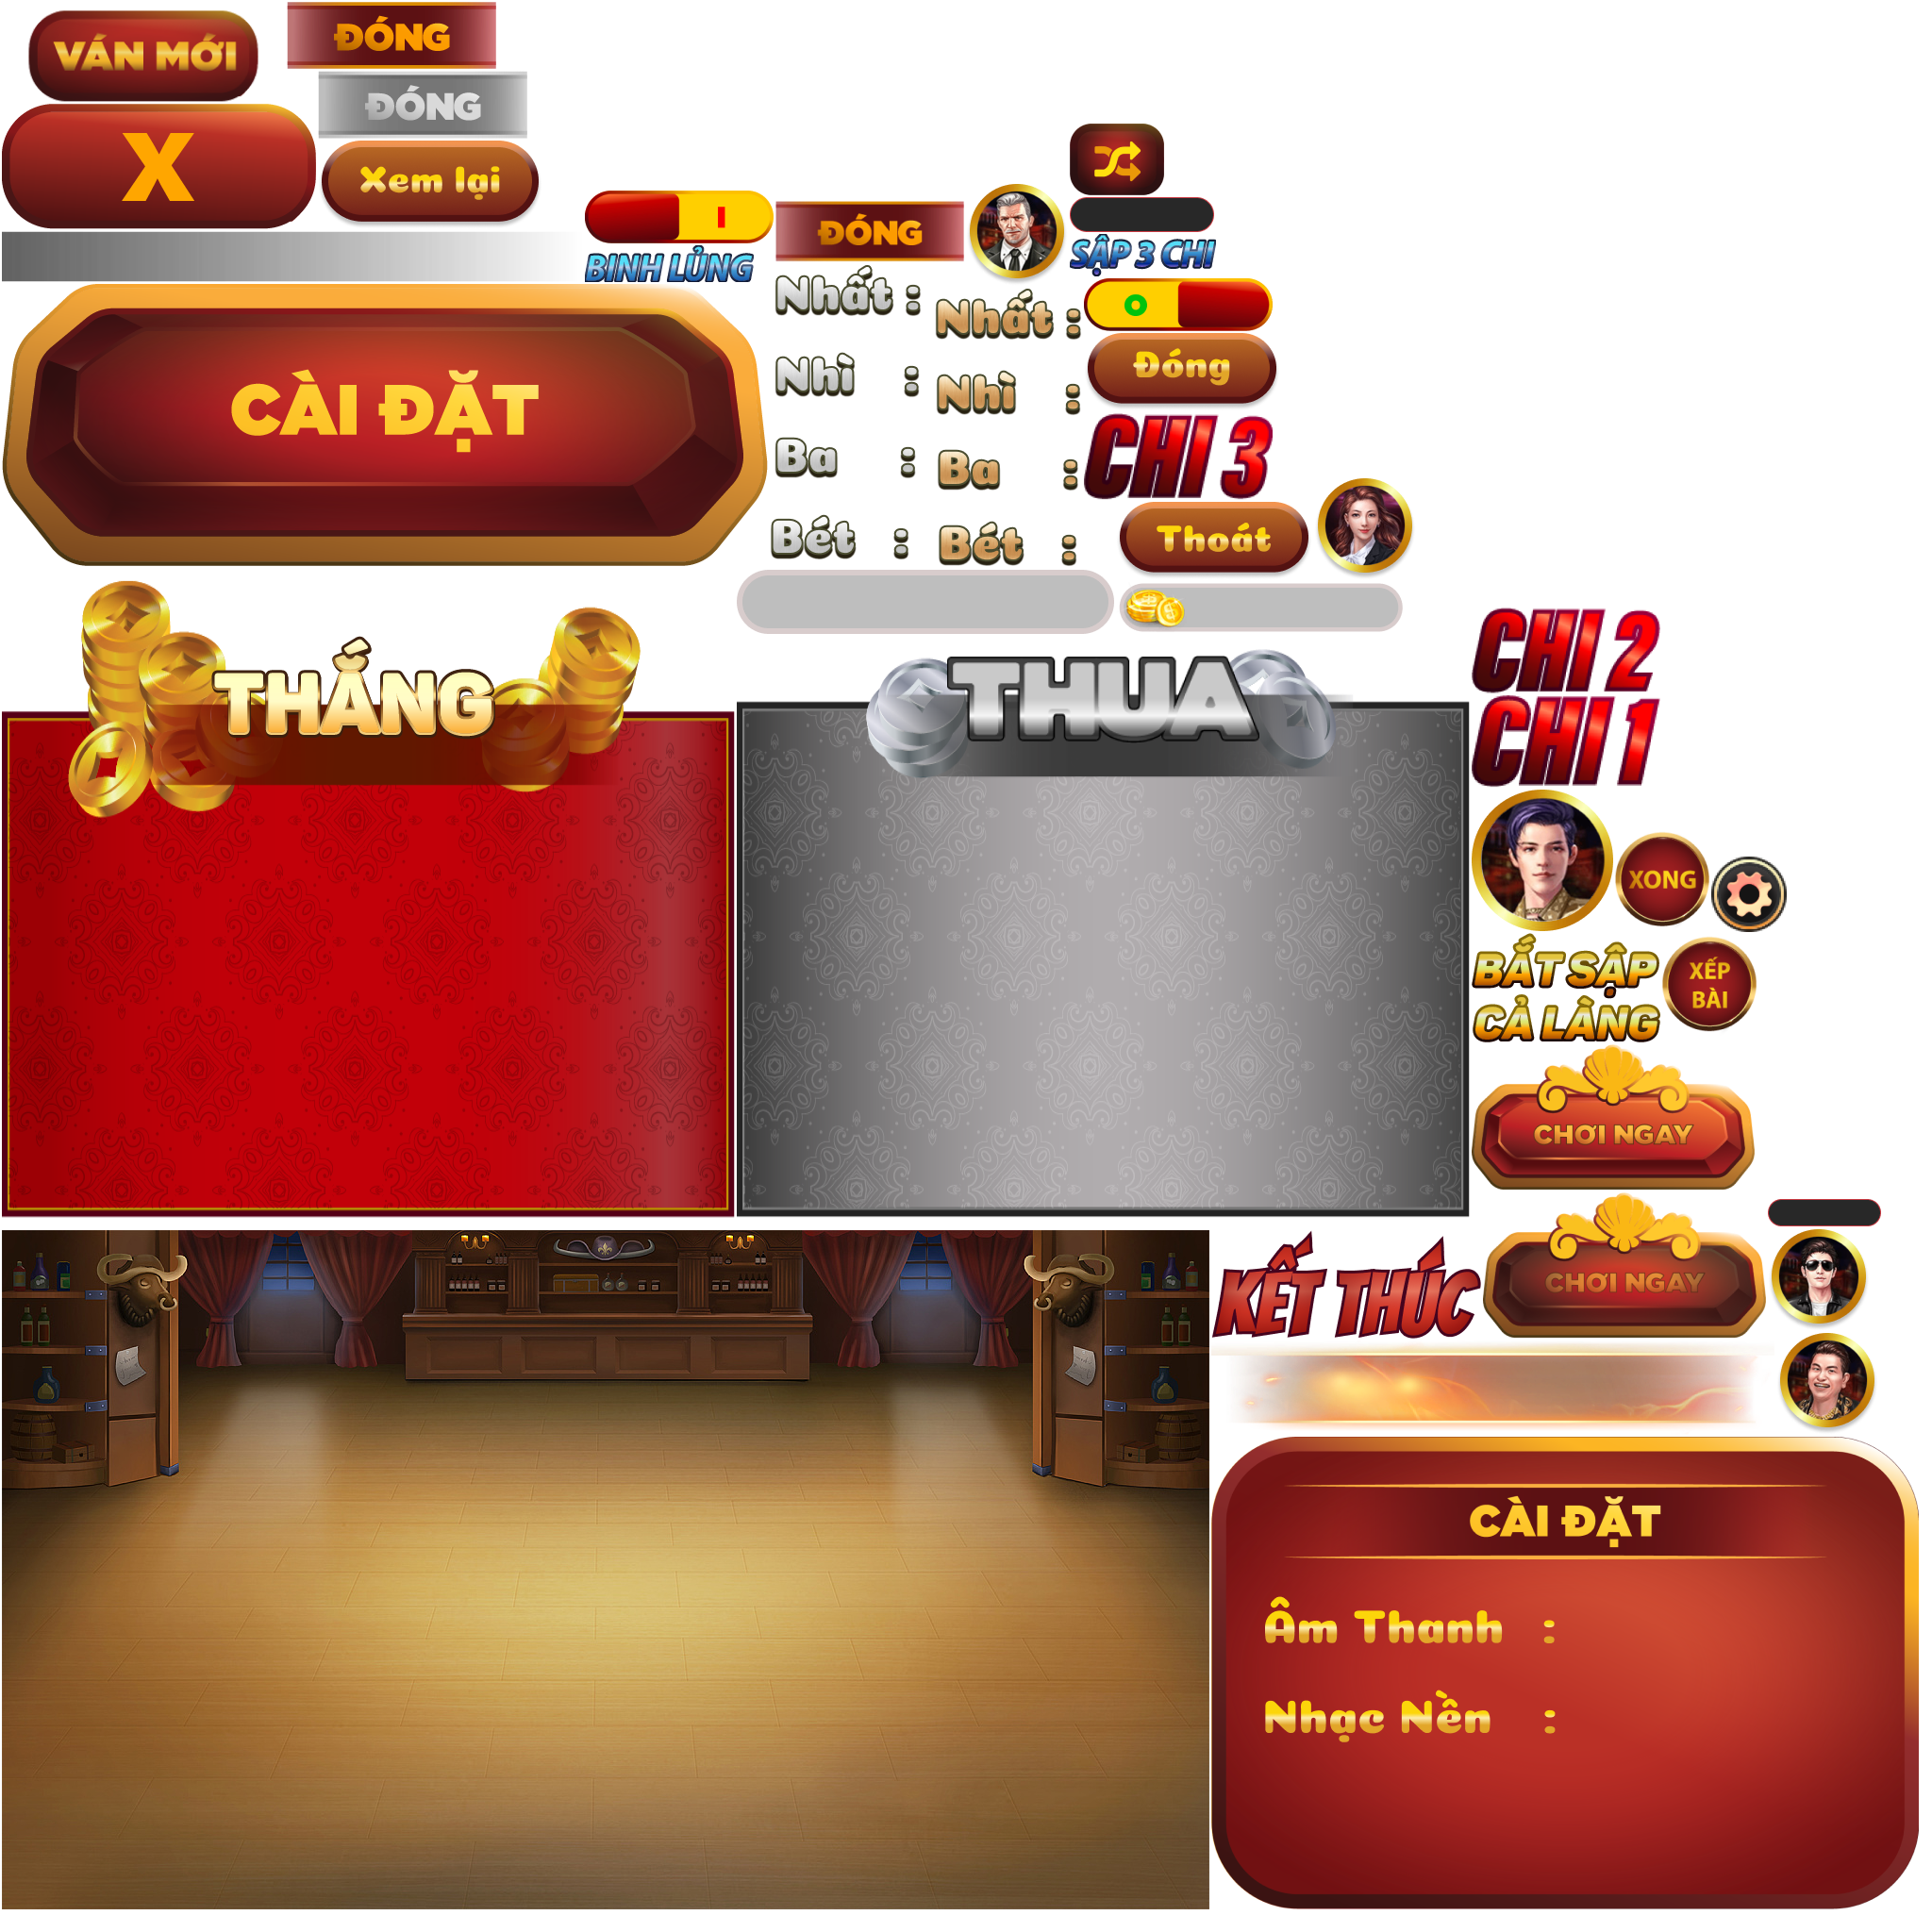 VÁN MỚI
ĐÓNG
ĐÓNG
X
Xem lại
I
BINH LỦNG
ĐÓNG
SẬP 3 CHI
CÀI ĐẶT
Nhất :
Nhì :
Ba :
Bét :
Nhất :
Nhì :
Ba :
Bét :
O
Đóng
CHI 3
Thoát
THẮNG
THUA
CHI 2
CHI 1
XONG
BẮT SẬP
CẢ LÀNG
XẾP
BÀI
CHƠI NGAY
KẾT THÚC
CHƠI NGAY
CÀI ĐẶT
Âm Thanh :
Nhạc Nền :